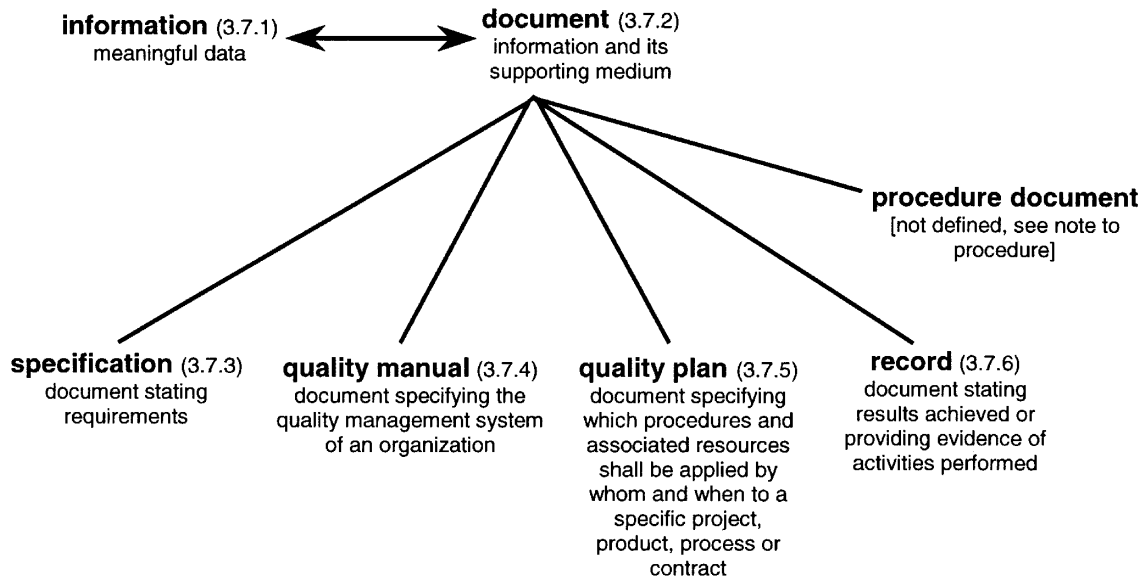 information (3.7.1)
meaningful data
document (3.7.2)
information and its
supporting medium
procedure document
[not defined, see note to
procedure]
specification (3.7.3)
document stating
requirements
quality manual (3.7.4)
document specifying the
quality management system
of an organization
quality plan (3.7.5)
document specifying
which procedures and
associated resources
shall be applied by
whom and when to a
specific project,
product, process or
contract
record (3.7.6)
document stating
results achieved or
providing evidence of
activities performed